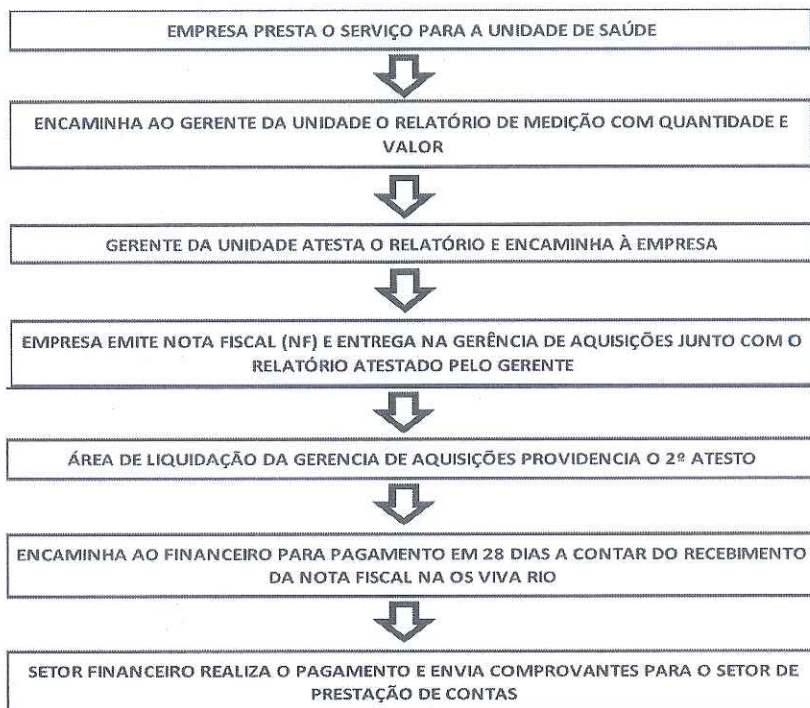 EMPRESA PRESTA O SERVIÇO PARA A UNIDADE DE SAÚDE
ENCAMINHA AO GERENTE DA UNIDADE O RELATÓRIO DE MEDIÇÃO COM QUANTIDADE E
VALOR
GERENTE DA UNIDADE ATESTA O RELATÓRIO E ENCAMINHA À EMPRESA
EMPRESA EMITE NOTA FISCAL (NF) E ENTREGA NA GERÊNCIA DE AQUISIÇÕES JUNTO COM O
RELATÓRIO ATESTADO PELO GERENTE
ÁREA DE LIQUIDAÇÃO DA GERENCIA DE AQUISIÇÕES PROVIDENCIA O 2º ATESTO
ENCAMINHA AO FINANCEIRO PARA PAGAMENTO EM 28 DIAS A CONTAR DO RECEBIMENTO
DA NOTA FISCAL NA OS VIVA RIO
SETOR FINANCEIRO REALIZA O PAGAMENTO E ENVIA COMPROVANTES PARA O SETOR DE
PRESTAÇÃO DE CONTAS